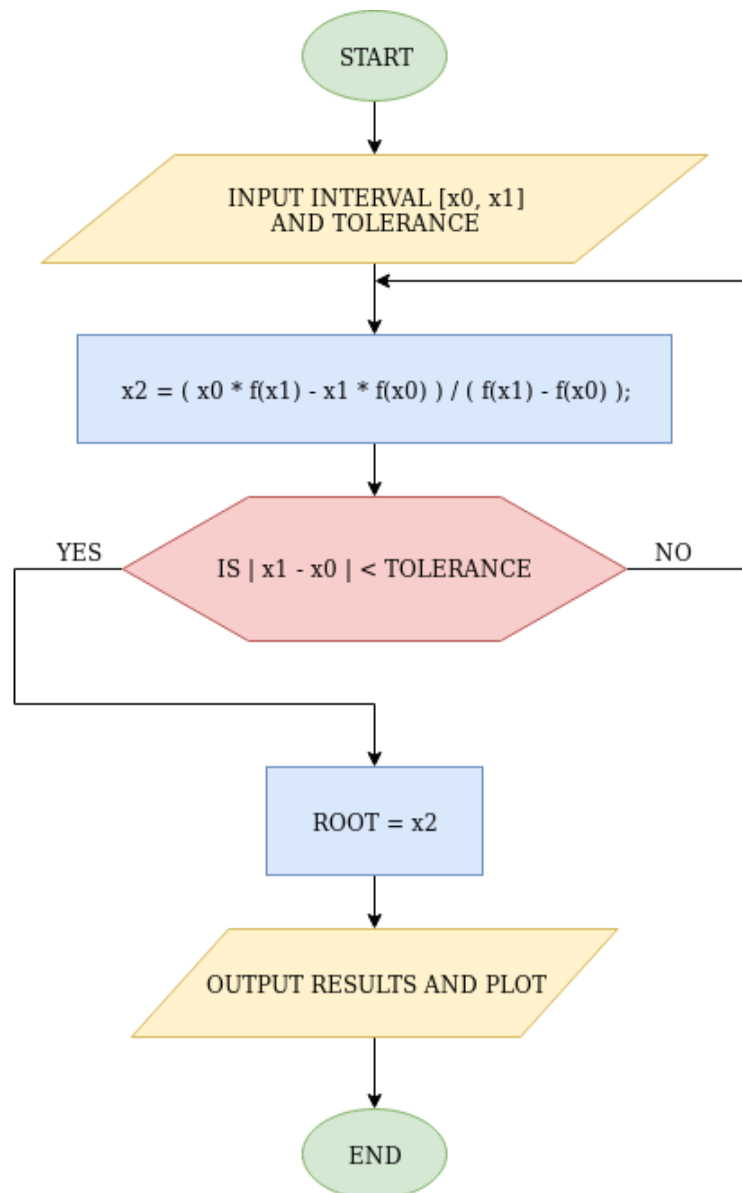 START
INPUT INTERVAL [x0, x1]
AND TOLERANCE
x2 = ( x0 * f(x1) - x1 * f(x0) ) / ( f(x1) - f(x0) );
YES
IS | x1 - x0 | < TOLERANCE
NO
ROOT = x2
OUTPUT RESULTS AND PLOT
END